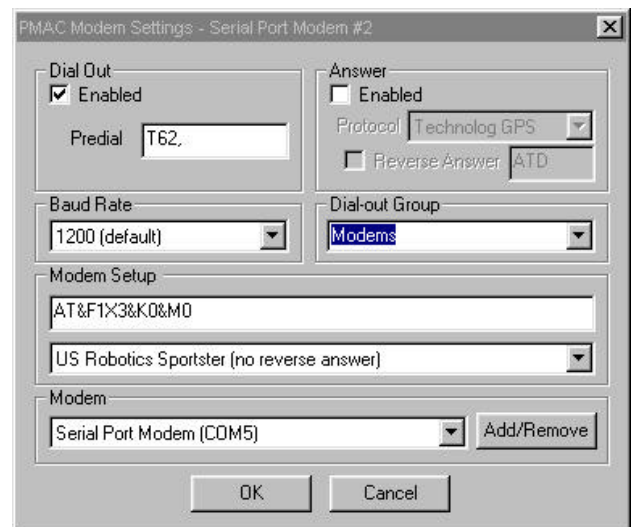 PMAC Modem Settings - Serial Port Modem #2
Dial Out
Enabled
Predial T62,
Answer
Enabled
Protocol Technolog GPS
Reverse Answer ATD
Baud Rate
1200 (default)
Dial-out Group
Modems
Modem Setup
AT&F1X3&K0&M0
US Robotics Sportster (no reverse answer)
Modem
Serial Port Modem (COM5)
Add/Remove
OK
Cancel